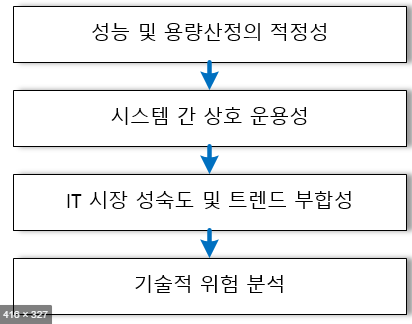 성능 및 용량산정의 적정성
시스템 간 상호 운용성
IT 시장 성숙도 및 트렌드 부합성
기술적 위험 분석
416 × 327